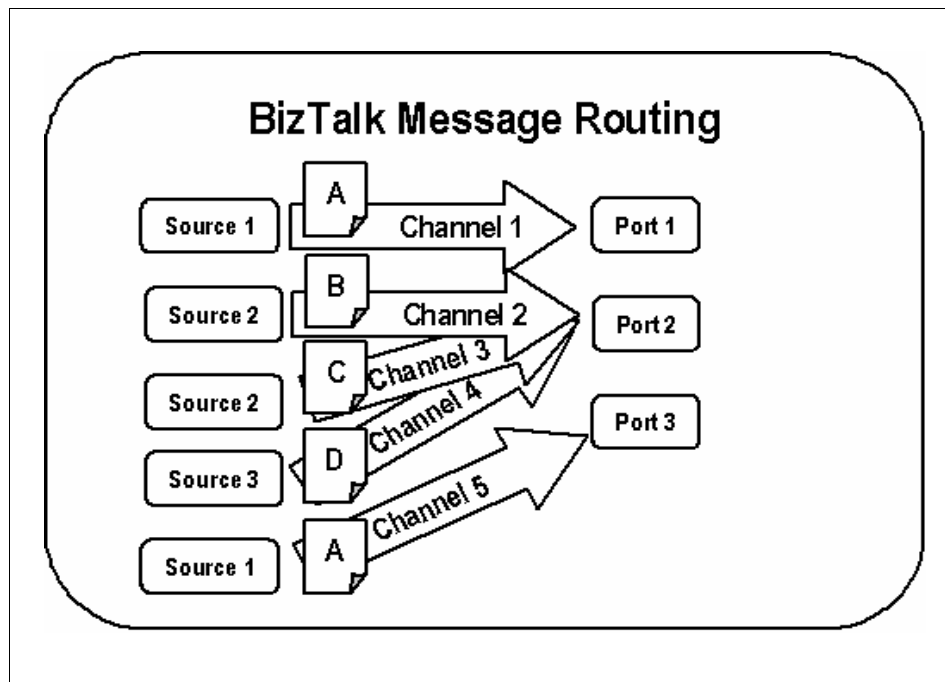 BizTalk Message Routing
Source 1
A
Channel 1
Port 1
Source 2
B
Channel 2
Port 2
Source 2
C
Channel 3
Source 3
D
Channel 4
Port 3
Source 1
A
Channel 5